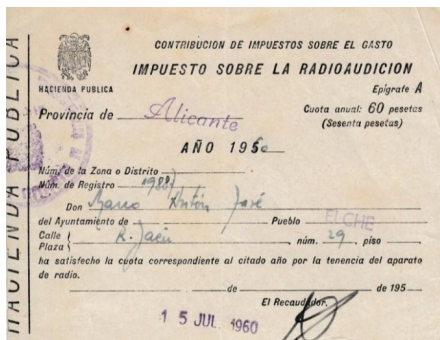 HACIENDA PUBLICA
CONTRIBUCION DE IMPUESTOS SOBRE EL GASTO
IMPUESTO SOBRE LA RADIOAUDICION
HACIENDA PUBLICA
Epígrafe A
Provincia de Alicante
Cuota anual: 60 pesetas
(Sesenta pesetas)
AÑO 1960
Núm. de la Zona o Distrito
Núm. de Registro 1988
Don Marco Antón José
del Ayuntamiento de Pueblo ELCHE
Calle
Plaza R. Jaén, núm. 29, piso
ha satisfecho la cuota correspondiente al citado año por la tenencia del aparato
de radio.
de de 195
El Recaudador.
15 JUL 1960